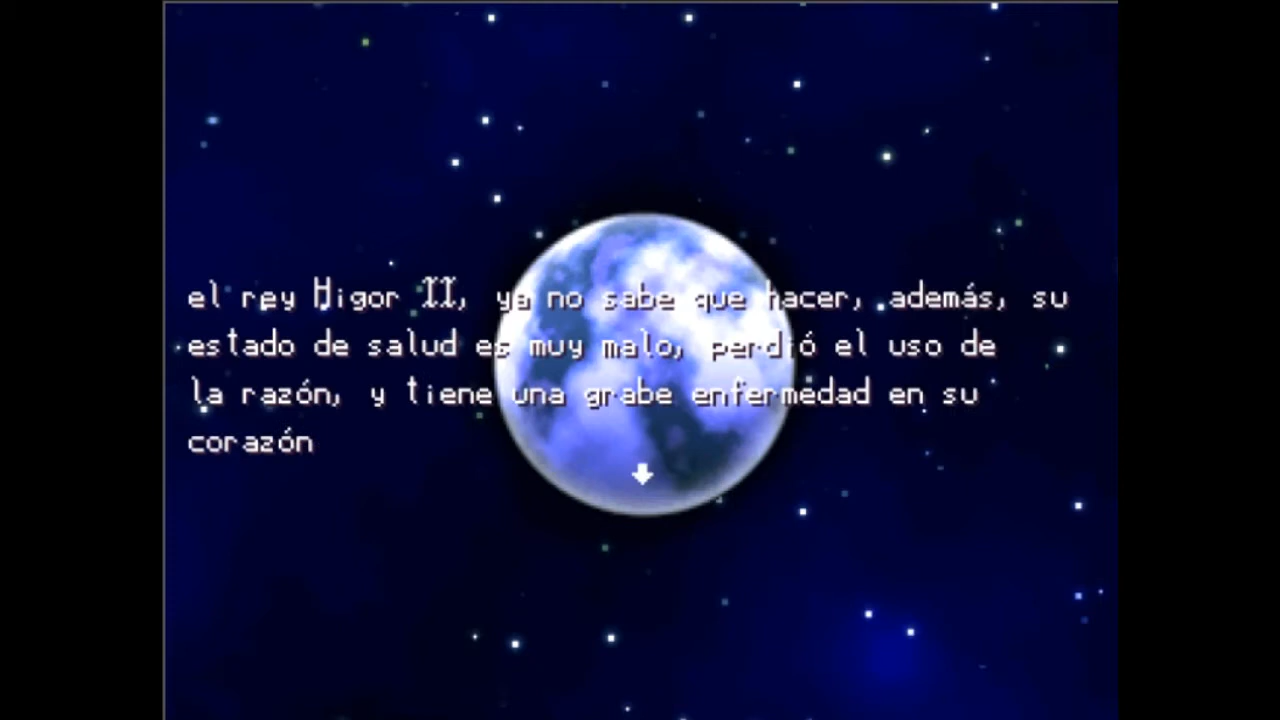 el rey Higor II, ya no sabe que hacer, además, su
estado de salud es muy malo, perdió el uso de
la razón, y tiene una grabe enfermedad en su
corazón